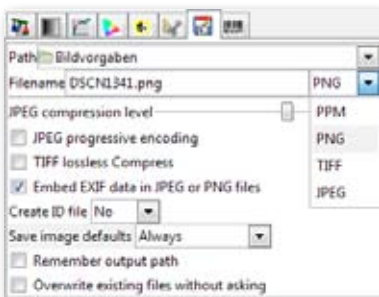 Path Bildvorgaben
Filename DSCN1341.png PNG
JPEG compression level PPM
JPEG progressive encoding PNG
TIFF lossless Compress TIFF
Embed EXIF data in JPEG or PNG files JPEG
Create ID file No
Save image defaults Always
Remember output path
Overwrite existing files without asking